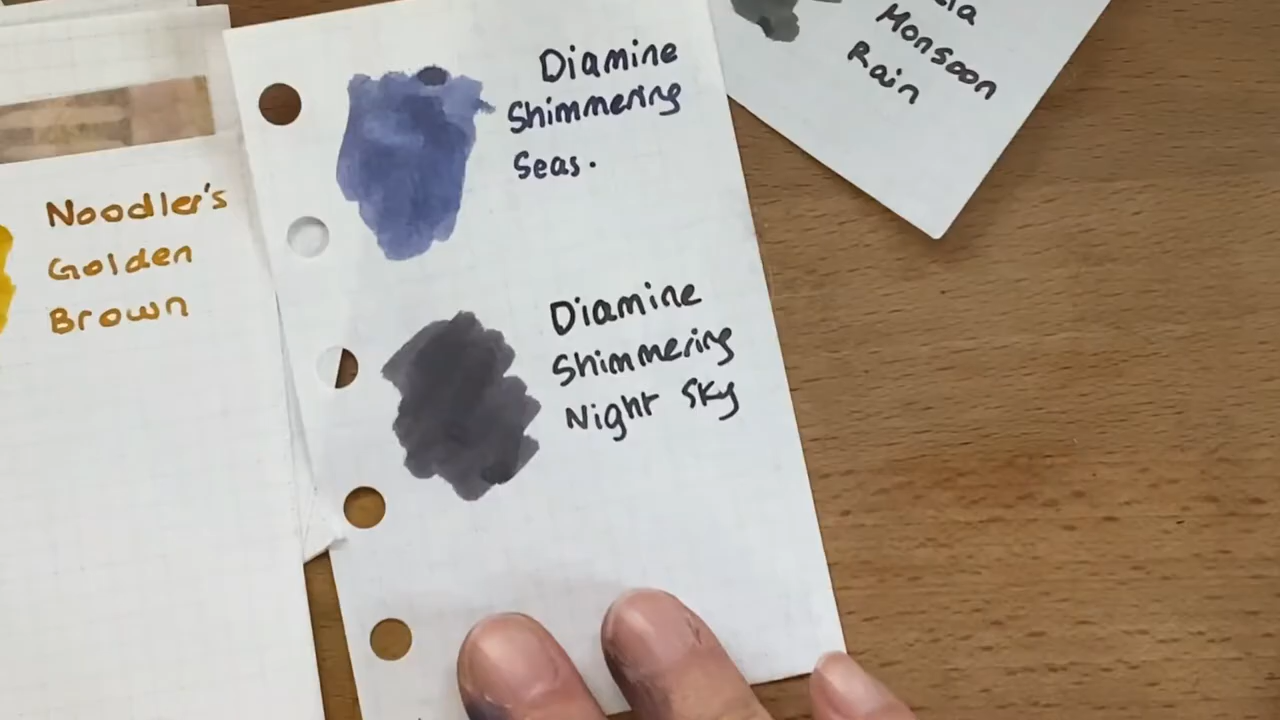 Noodler's
Golden
Brown
Diamine
Shimmering
Seas.
Diamine
Shimmering
Night Sky
Monsoon
Rain